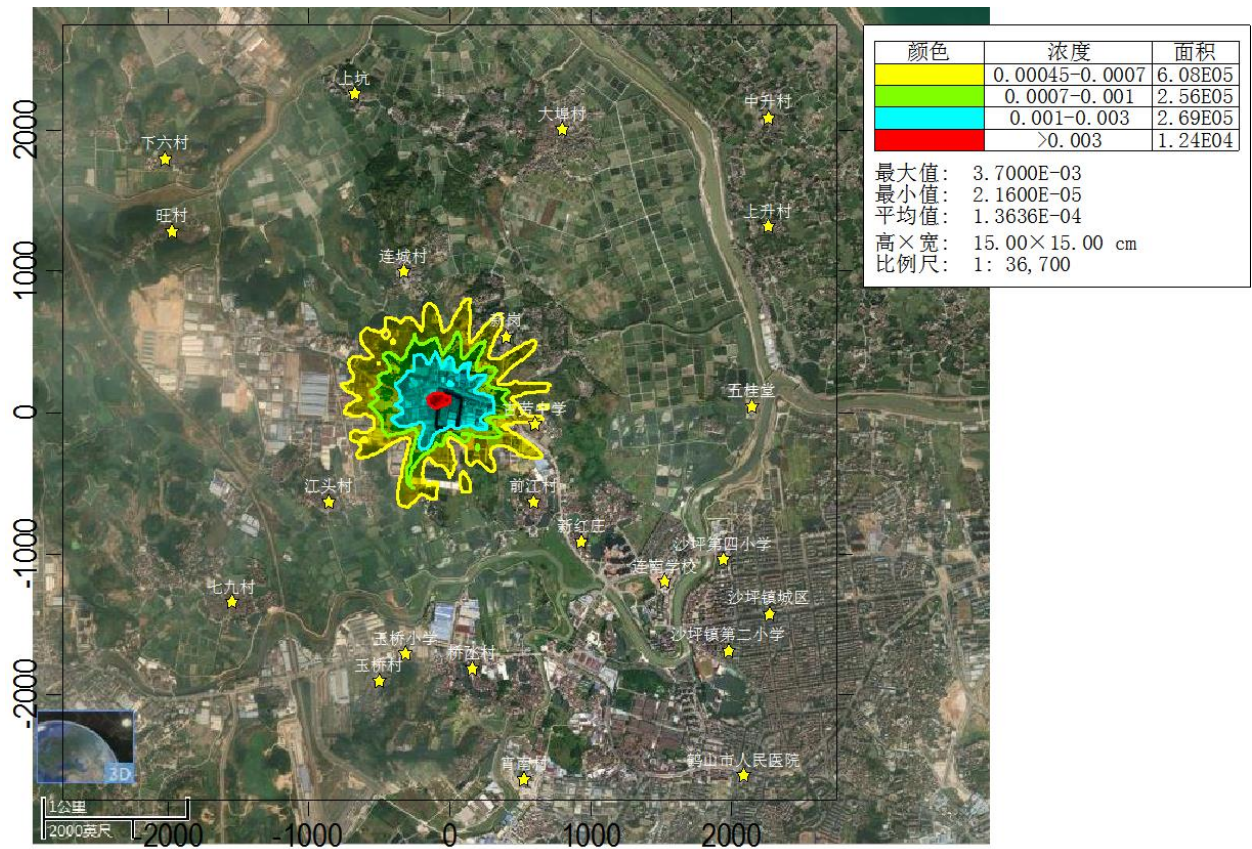 颜色 浓度 面积
0.00045-0.0007 6.08E05
0.0007-0.001 2.56E05
0.001-0.003 2.69E05
>0.003 1.24E04
最大值: 3.7000E-03
最小值: 2.1600E-05
平均值: 1.3636E-04
高×宽: 15.00×15.00 cm
比例尺: 1: 36,700
上坑
大埠村
中升村
2000
下六村
旺村
上升村
连城村
1000
岗
五桂堂
0
中学
江头村
前江村
新红庄
沙坪第四小学
-1000
连南学校
七九村
沙坪镇城区
玉桥小学
沙坪镇第二小学
玉桥村
-2000
3D
南村
鹤山市人民医院
1公里
2000英尺
-2000 -1000 0 1000 2000